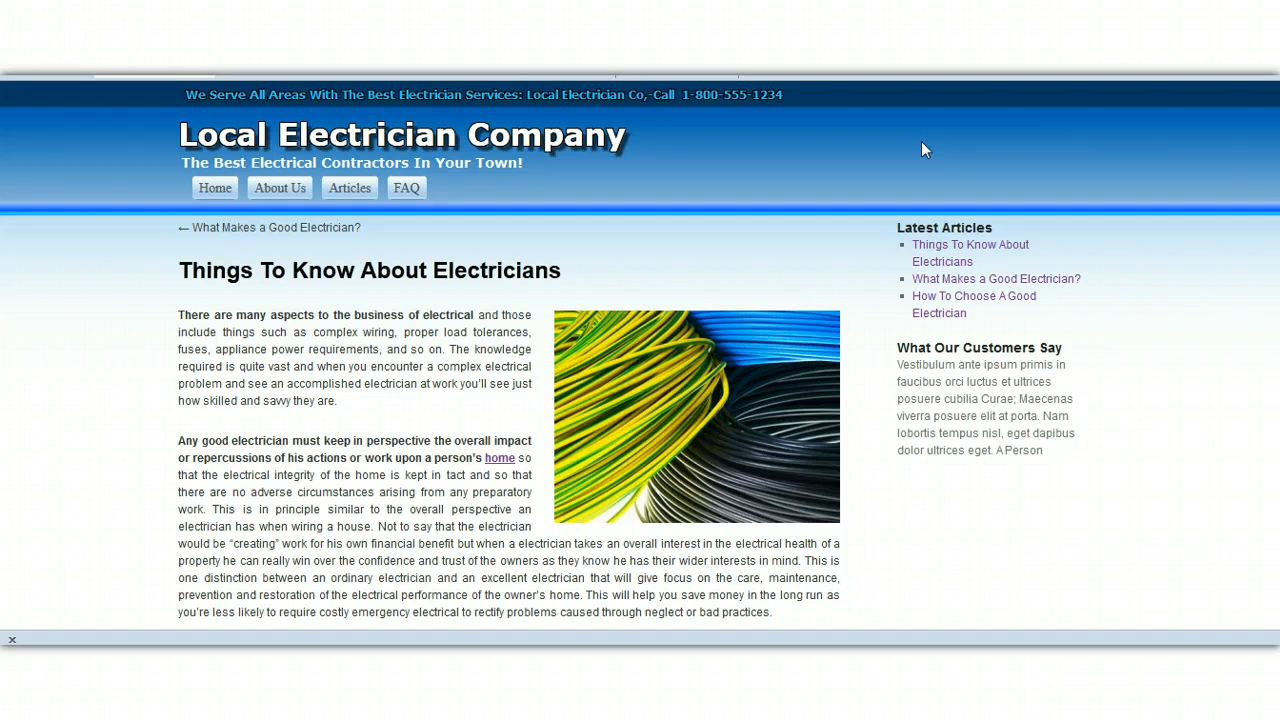 We Serve All Areas With The Best Electrician Services: Local Electrician Co,-Call 1-800-555-1234
Local Electrician Company
The Best Electrical Contractors In Your Town!
Home About Us Articles FAQ
← What Makes a Good Electrician?
Things To Know About Electricians
There are many aspects to the business of electrical and those
include things such as complex wiring, proper load tolerances,
fuses, appliance power requirements, and so on. The knowledge
required is quite vast and when you encounter a complex electrical
problem and see an accomplished electrician at work you'll see just
how skilled and savvy they are.
Any good electrician must keep in perspective the overall impact
or repercussions of his actions or work upon a person's home so
that the electrical integrity of the home is kept in tact and so that
there are no adverse circumstances arising from any preparatory
work. This is in principle similar to the overall perspective an
electrician has when wiring a house. Not to say that the electrician
would be “creating” work for his own financial benefit but when a electrician takes an overall interest in the electrical health of a
property he can really win over the confidence and trust of the owners as they know he has their wider interests in mind. This is
one distinction between an ordinary electrician and an excellent electrician that will give focus on the care, maintenance,
prevention and restoration of the electrical performance of the owner's home. This will help you save money in the long run as
you're less likely to require costly emergency electrical to rectify problems caused through neglect or bad practices.
Latest Articles
Things To Know About
Electricians
What Makes a Good Electrician?
How To Choose A Good
Electrician
What Our Customers Say
Vestibulum ante ipsum primis in
faucibus orci luctus et ultrices
posuere cubilia Curae; Maecenas
viverra posuere elit at porta. Nam
lobortis tempus nisl, eget dapibus
dolor ultrices eget. A Person
x